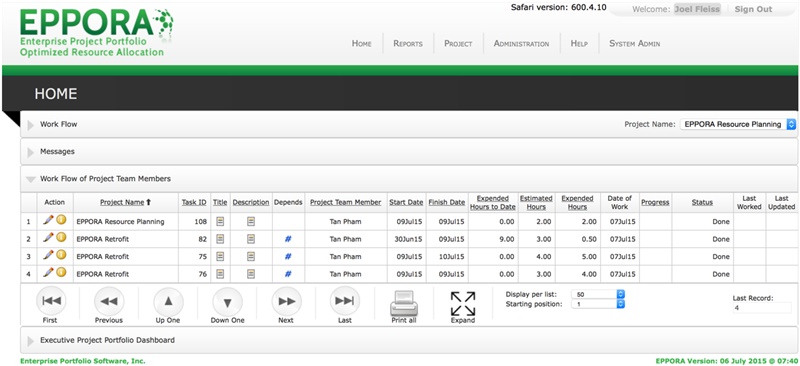 Safari version: 600.4.10
Welcome: Joel Fleiss | Sign Out
EPPORA
Enterprise Project Portfolio
Optimized Resource Allocation
Home | Reports | Project | Administration | Help | System Admin
HOME
Work Flow
Project Name: EPPORA Resource Planning
Messages
Work Flow of Project Team Members
Action Project Name ↑ Task ID Title Description Depends Project Team Member Start Date Finish Date Expended Hours to Date Estimated Hours Expended Hours Date of Work Progress Status Last Worked Last Updated
1 EPPORA Resource Planning 108 Tan Pham 09Jul15 09Jul15 0.00 2.00 2.00 07Jul15 Done
2 EPPORA Retrofit 82 # Tan Pham 30Jun15 09Jul15 9.00 3.00 0.50 07Jul15 Done
3 EPPORA Retrofit 75 # Tan Pham 09Jul15 10Jul15 0.00 4.00 5.00 07Jul15 Done
4 EPPORA Retrofit 76 # Tan Pham 09Jul15 09Jul15 0.00 3.00 4.00 07Jul15 Done
First Previous Up One Down One Next Last Print all Expand
Display per list: 50
Starting position: 1
Last Record:
4
Executive Project Portfolio Dashboard
Enterprise Portfolio Software, Inc.
EPPORA Version: 06 July 2015 @ 07:40